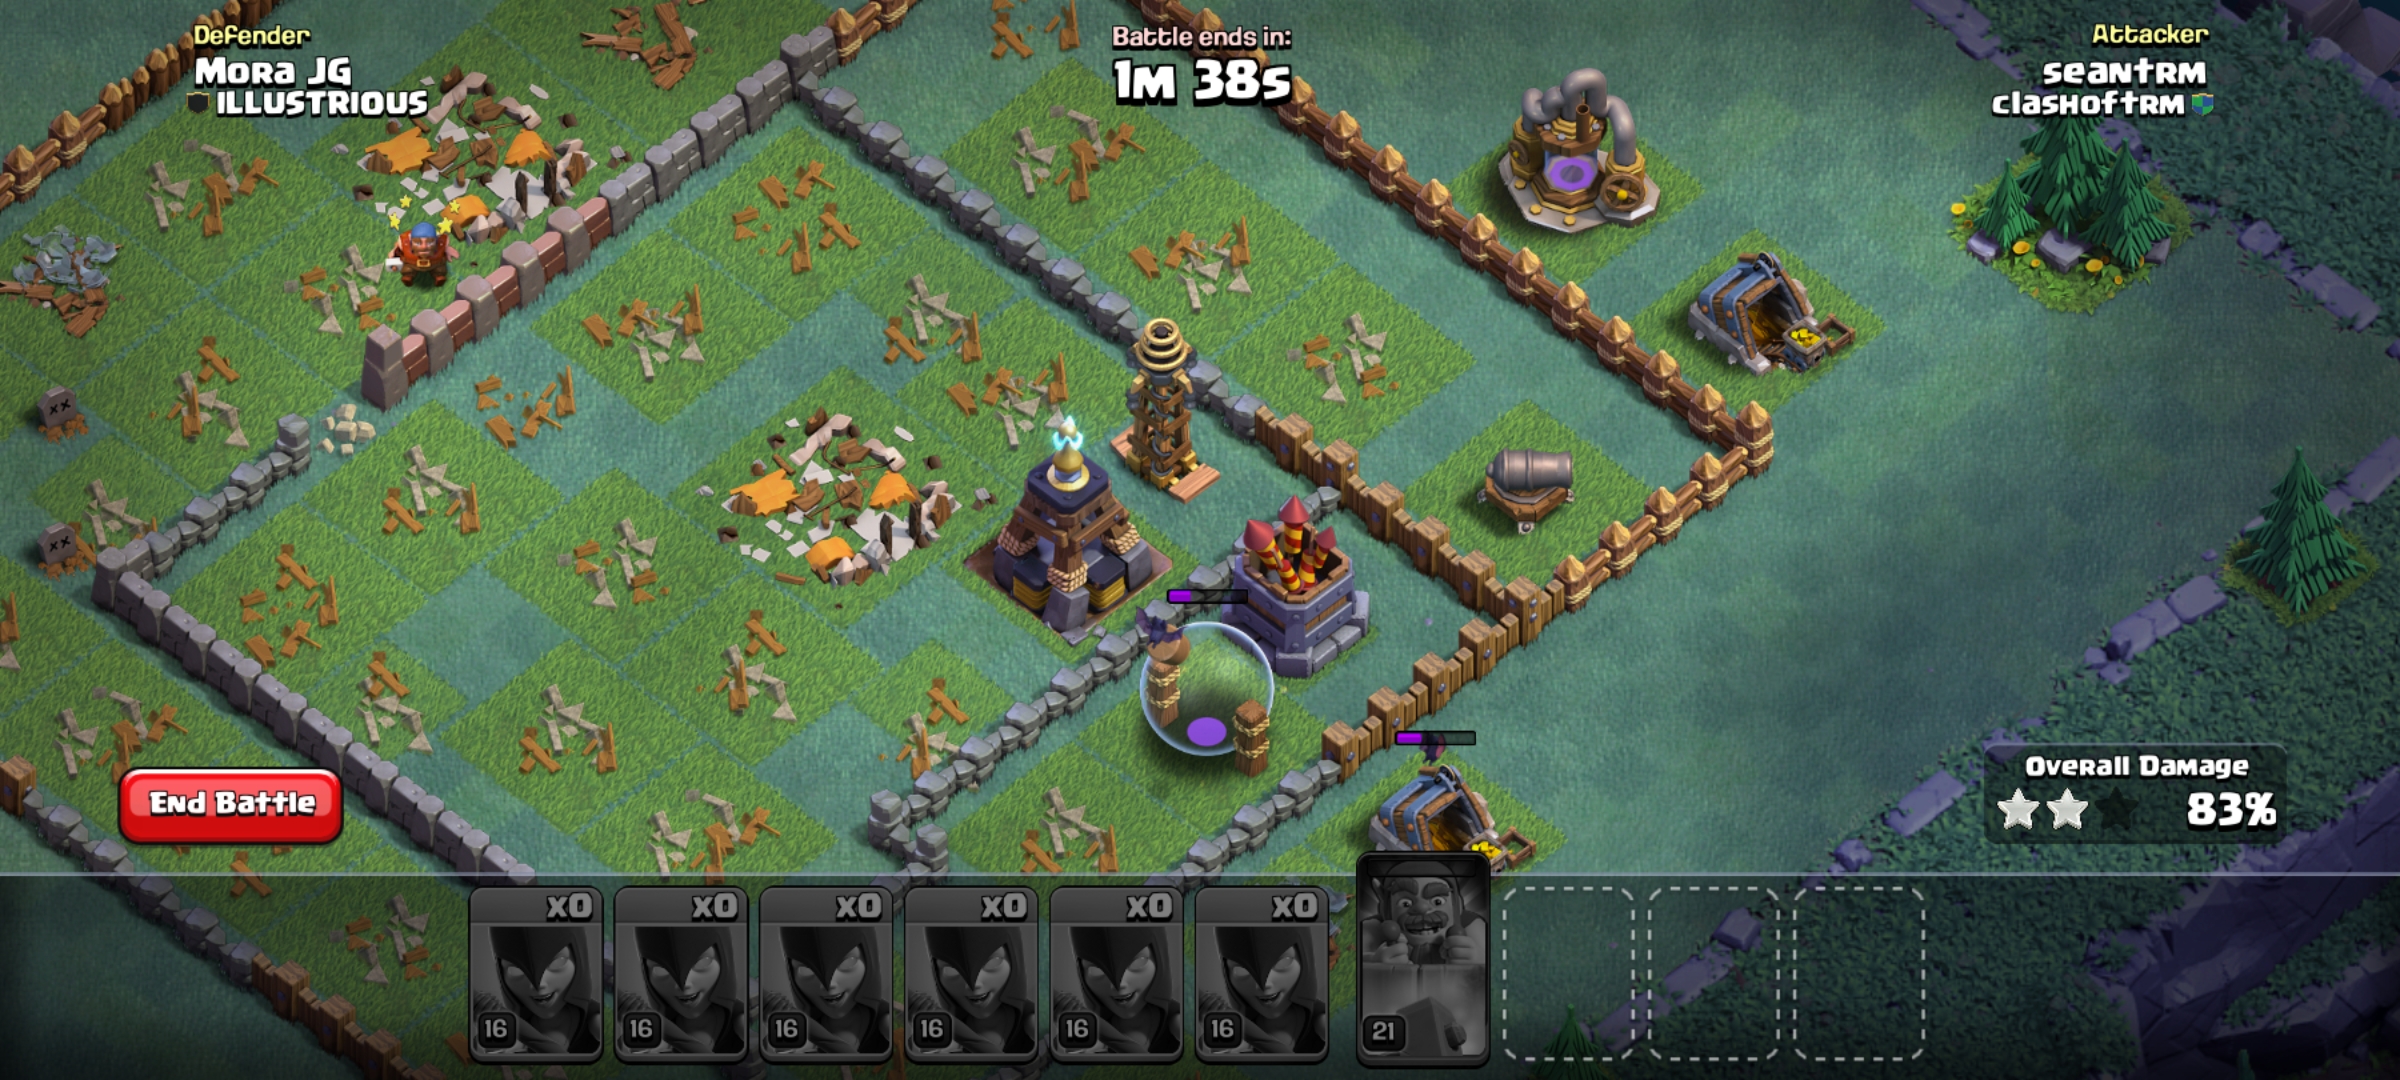 Defender
Mora JG
ILLUSTRIOUS
Battle ends in:
1M 38s
Attacker
seantrm
clashoftrm
End Battle
Overall Damage
83%
x0
x0
x0
x0
x0
x0
16
16
16
16
16
16
21